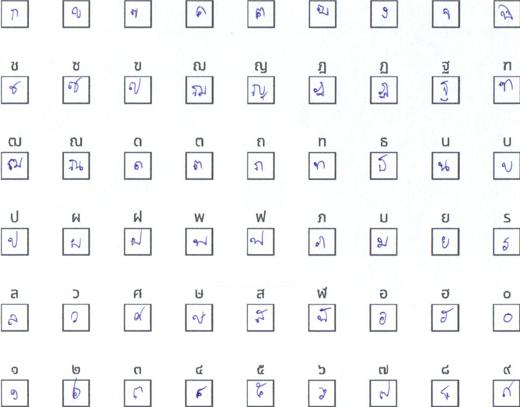 ก ข ฃ ค ฅ ฆ ง จ ฉ
ช ซ ฃ ฌ ญ ฎ ฏ ฐ ฑ
ช ซ ฃ ฌ ญ ฎ ฏ ฐ ฑ
ฒ ณ ด ต ถ ท ธ น บ
ฒ ณ ด ต ถ ท ธ น บ
ป ผ ฝ พ ฟ ภ ม ย ร
ป ผ ฝ พ ฟ ภ ม ย ร
ล ว ศ ษ ส ฬ อ ฮ ๐
ล ว ศ ษ ส ฬ อ ฮ ๐
๑ ๒ ๓ ๔ ๕ ๖ ๗ ๘ ๙
๑ ๒ ๓ ๔ ๕ ๖ ๗ ๘ ๙